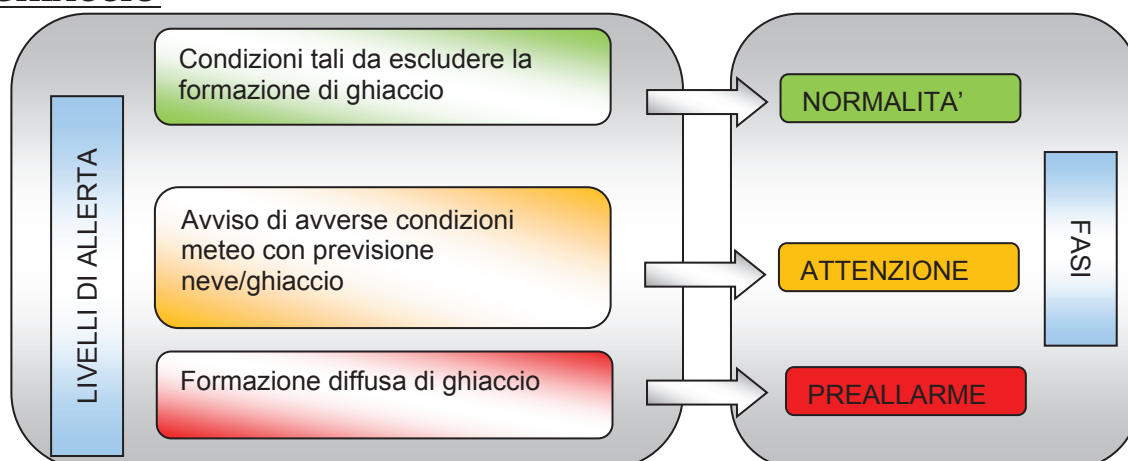 LIVELLI DI ALLERTA
Condizioni tali da escludere la
formazione di ghiaccio
NORMALITA’
Avviso di avverse condizioni
meteo con previsione
neve/ghiaccio
ATTENZIONE
Formazione diffusa di ghiaccio
PREALLARME
FASI